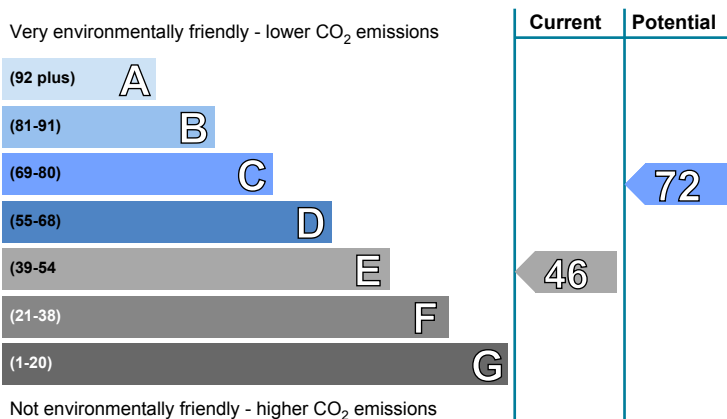 Very environmentally friendly - lower CO2 emissions
Current
Potential
(92 plus) A
(81-91) B
(69-80) C
72
(55-68) D
(39-54 E
46
(21-38) F
(1-20) G
Not environmentally friendly - higher CO2 emissions